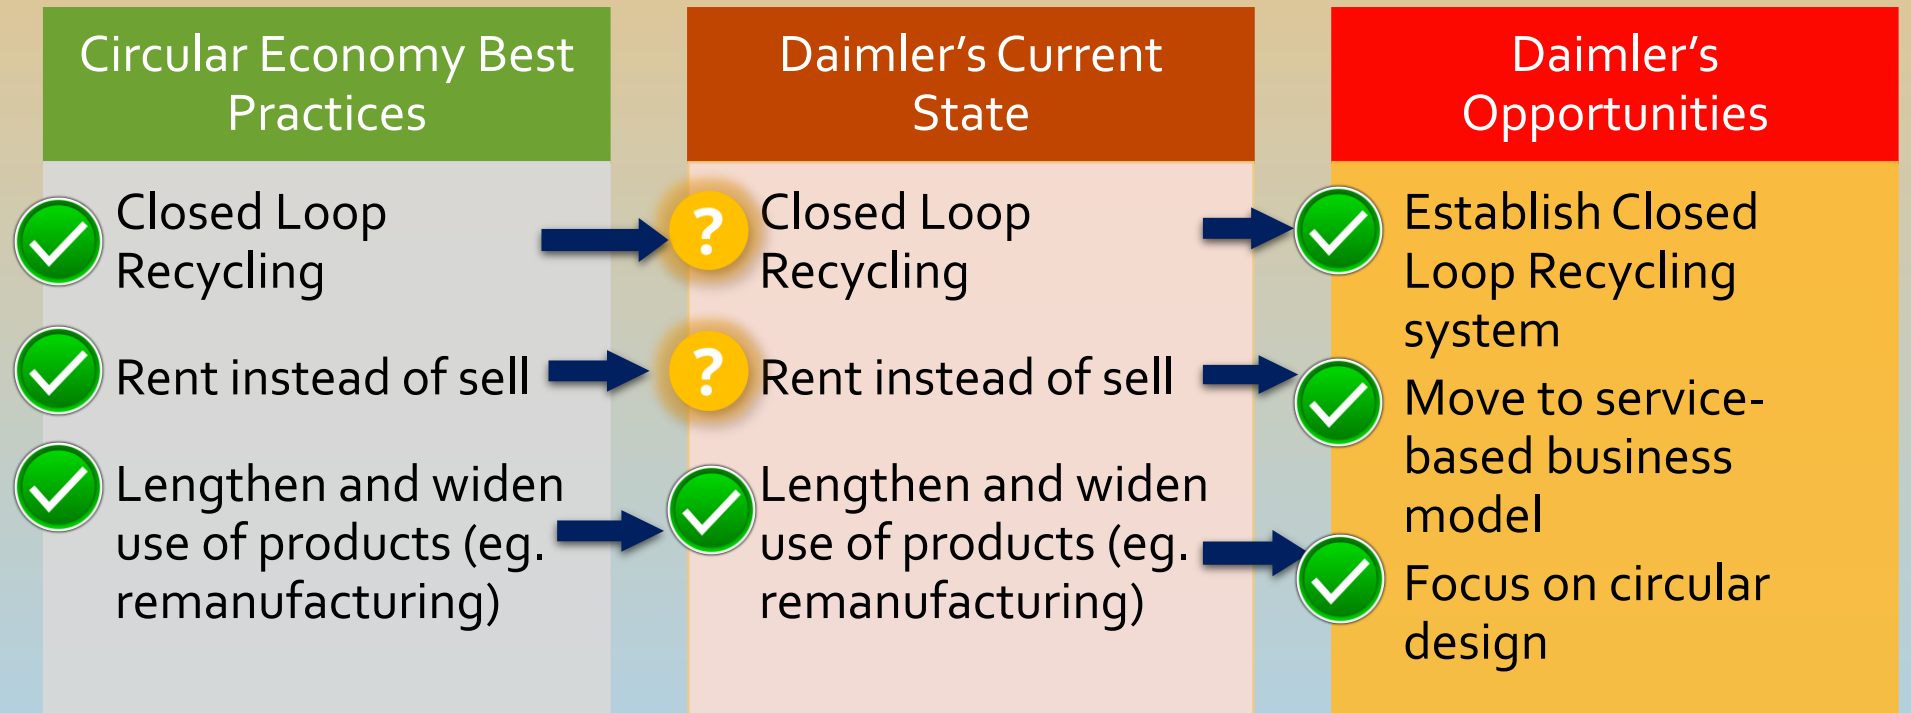 Circular Economy Best
Practices
Closed Loop
Recycling
Rent instead of sell
Lengthen and widen
use of products (eg.
remanufacturing)
Daimler's Current
State
?
Closed Loop
Recycling
?
Rent instead of sell
Lengthen and widen
use of products (eg.
remanufacturing)
Daimler's
Opportunities
Establish Closed
Loop Recycling
system
Move to service-
based business
model
Focus on circular
design